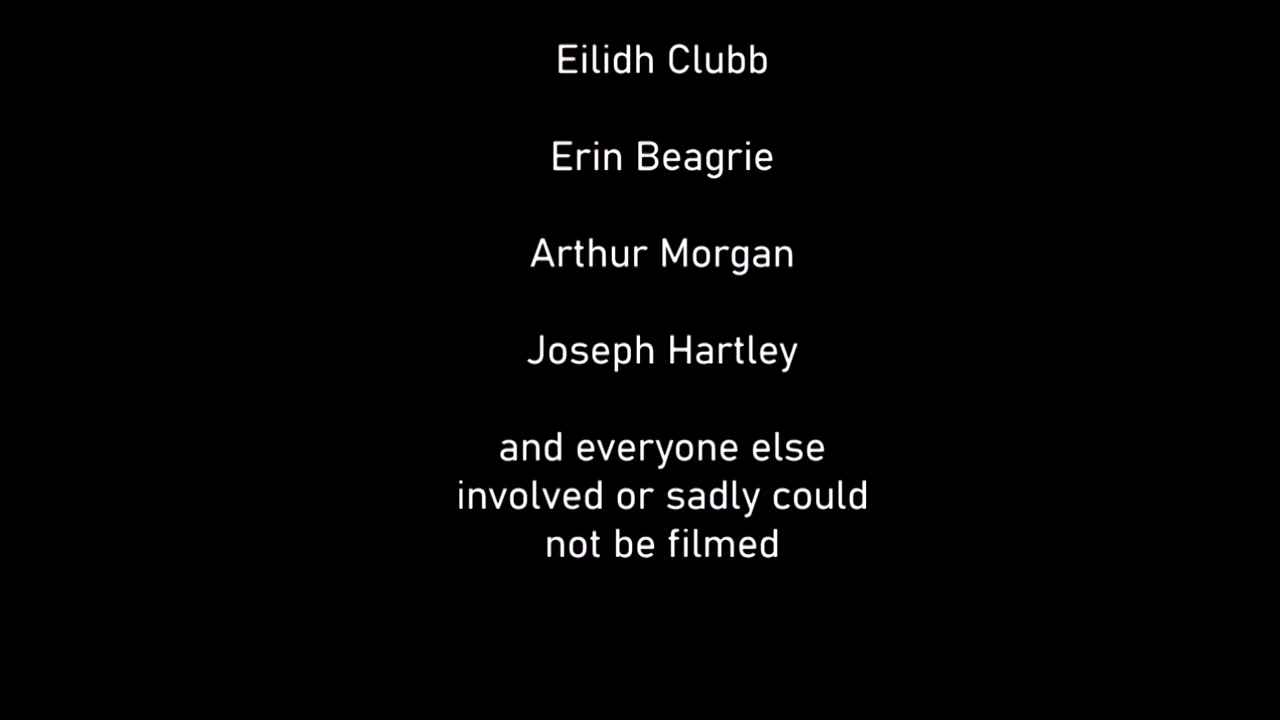 Eilidh Clubb
Erin Beagrie
Arthur Morgan
Joseph Hartley
and everyone else
involved or sadly could
not be filmed